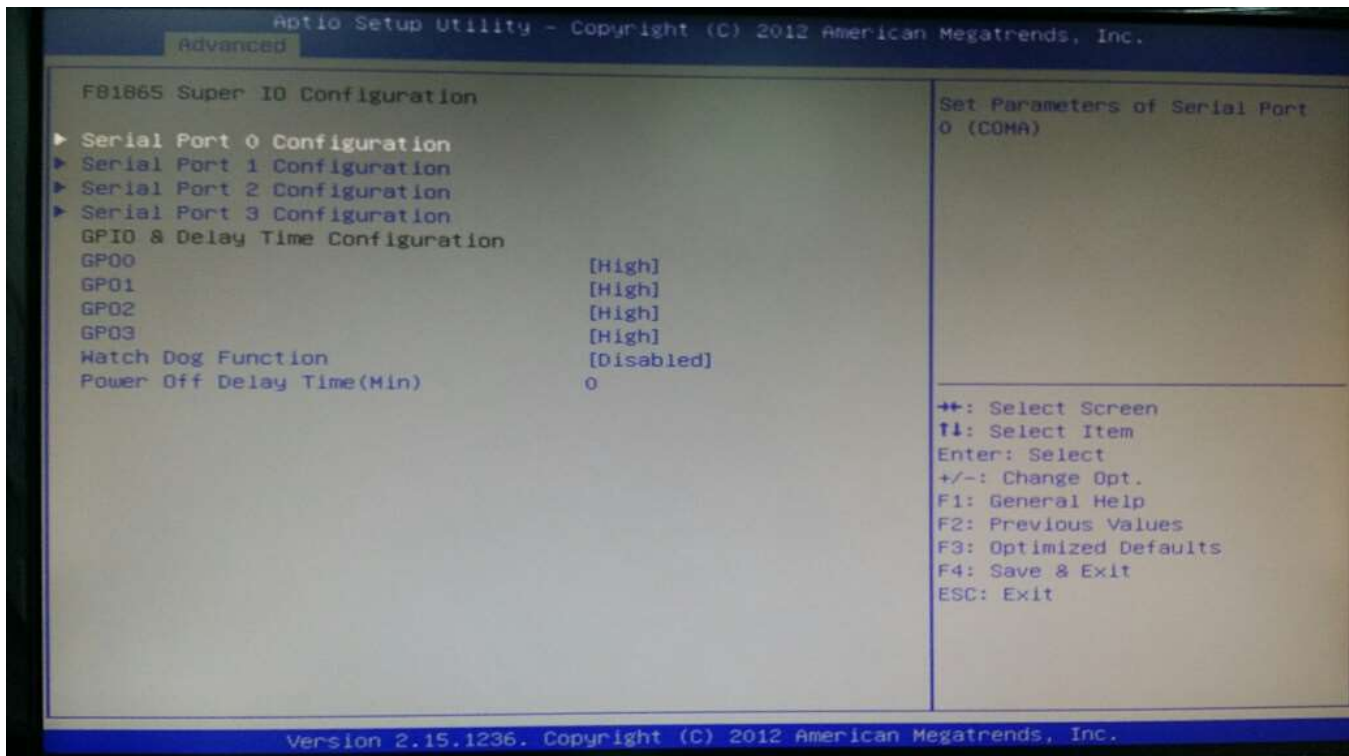 Aptio Setup Utility - Copyright (C) 2012 American Megatrends, Inc.
Advanced
F81865 Super IO Configuration
▶ Serial Port 0 Configuration
▶ Serial Port 1 Configuration
▶ Serial Port 2 Configuration
▶ Serial Port 3 Configuration
GPIO & Delay Time Configuration
GPO0 [High]
GPO1 [High]
GPO2 [High]
GPO3 [High]
Watch Dog Function [Disabled]
Power Off Delay Time(Min) 0
Set Parameters of Serial Port
0 (COMA)
→←: Select Screen
↑↓: Select Item
Enter: Select
+/-: Change Opt.
F1: General Help
F2: Previous Values
F3: Optimized Defaults
F4: Save & Exit
ESC: Exit
Version 2.15.1236. Copyright (C) 2012 American Megatrends, Inc.